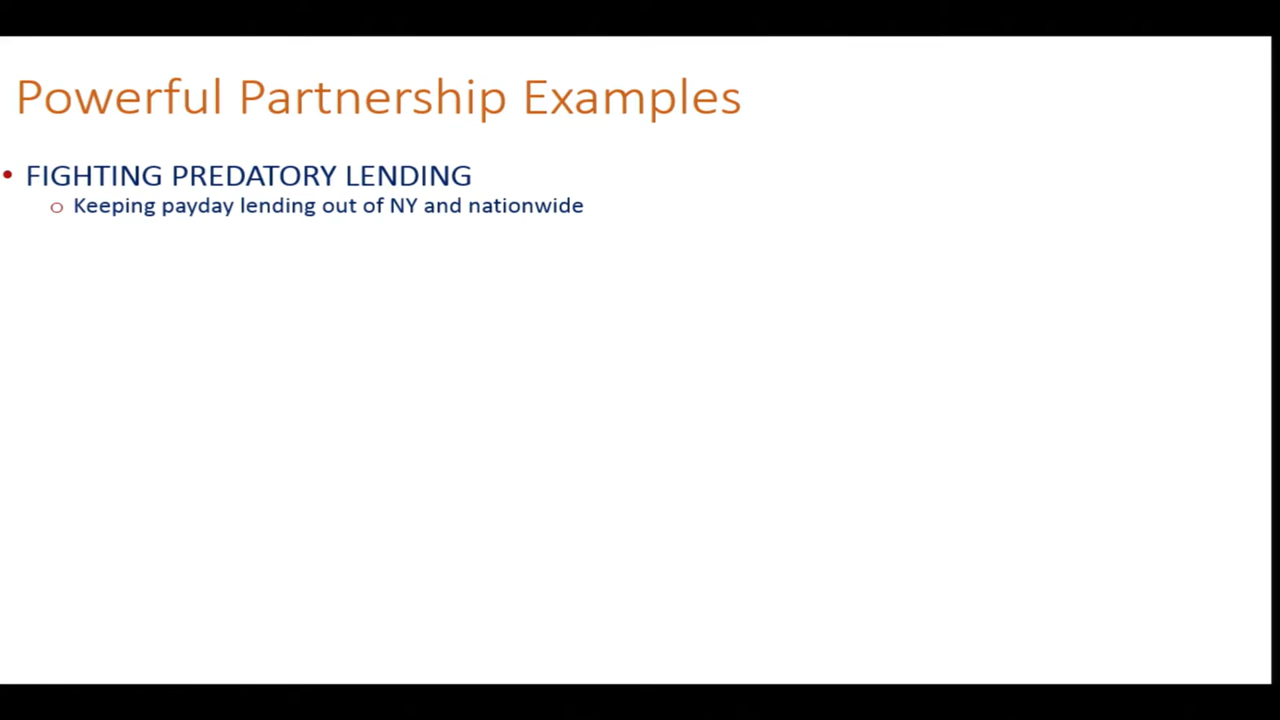 Powerful Partnership Examples
• FIGHTING PREDATORY LENDING
o Keeping payday lending out of NY and nationwide